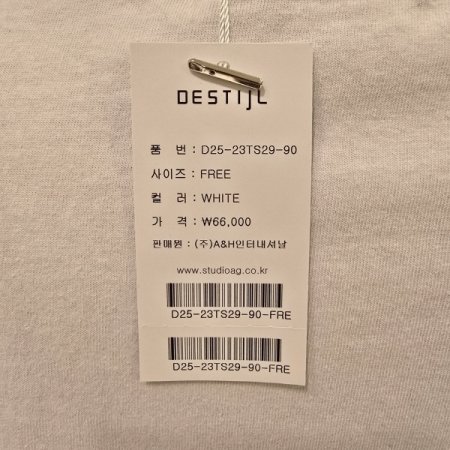 DESTIJL
품 번 : D25-23TS29-90
사이즈 : FREE
컬 러 : WHITE
가 격 : ₩66,000
판매원 : (주)A&H인터내셔날
www.studioag.co.kr
D25-23TS29-90-FRE
D25-23TS29-90-FRE